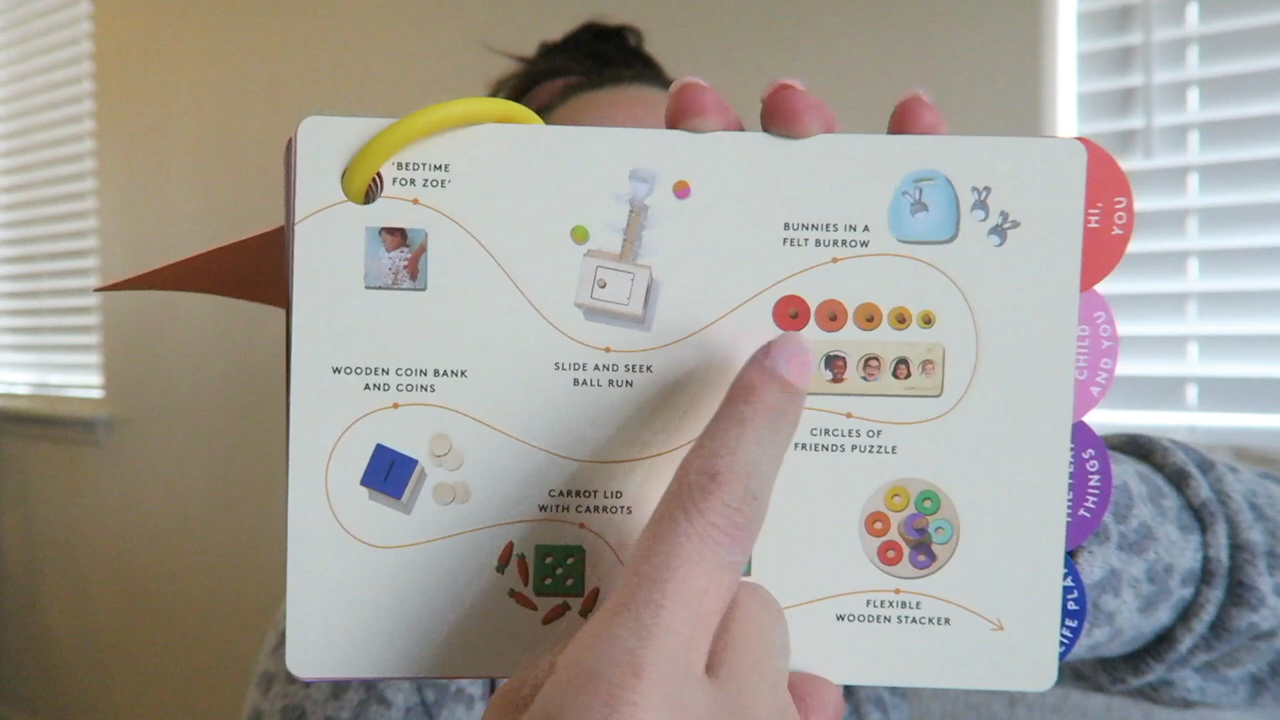 'BEDTIME
FOR ZOE'
SLIDE AND SEEK
BALL RUN
BUNNIES IN A
FELT BURROW
CIRCLES OF
FRIENDS PUZZLE
WOODEN COIN BANK
AND COINS
CARROT LID
WITH CARROTS
FLEXIBLE
WOODEN STACKER
HI,
YOU
CHILD
AND YOU
THINGS
LIFE